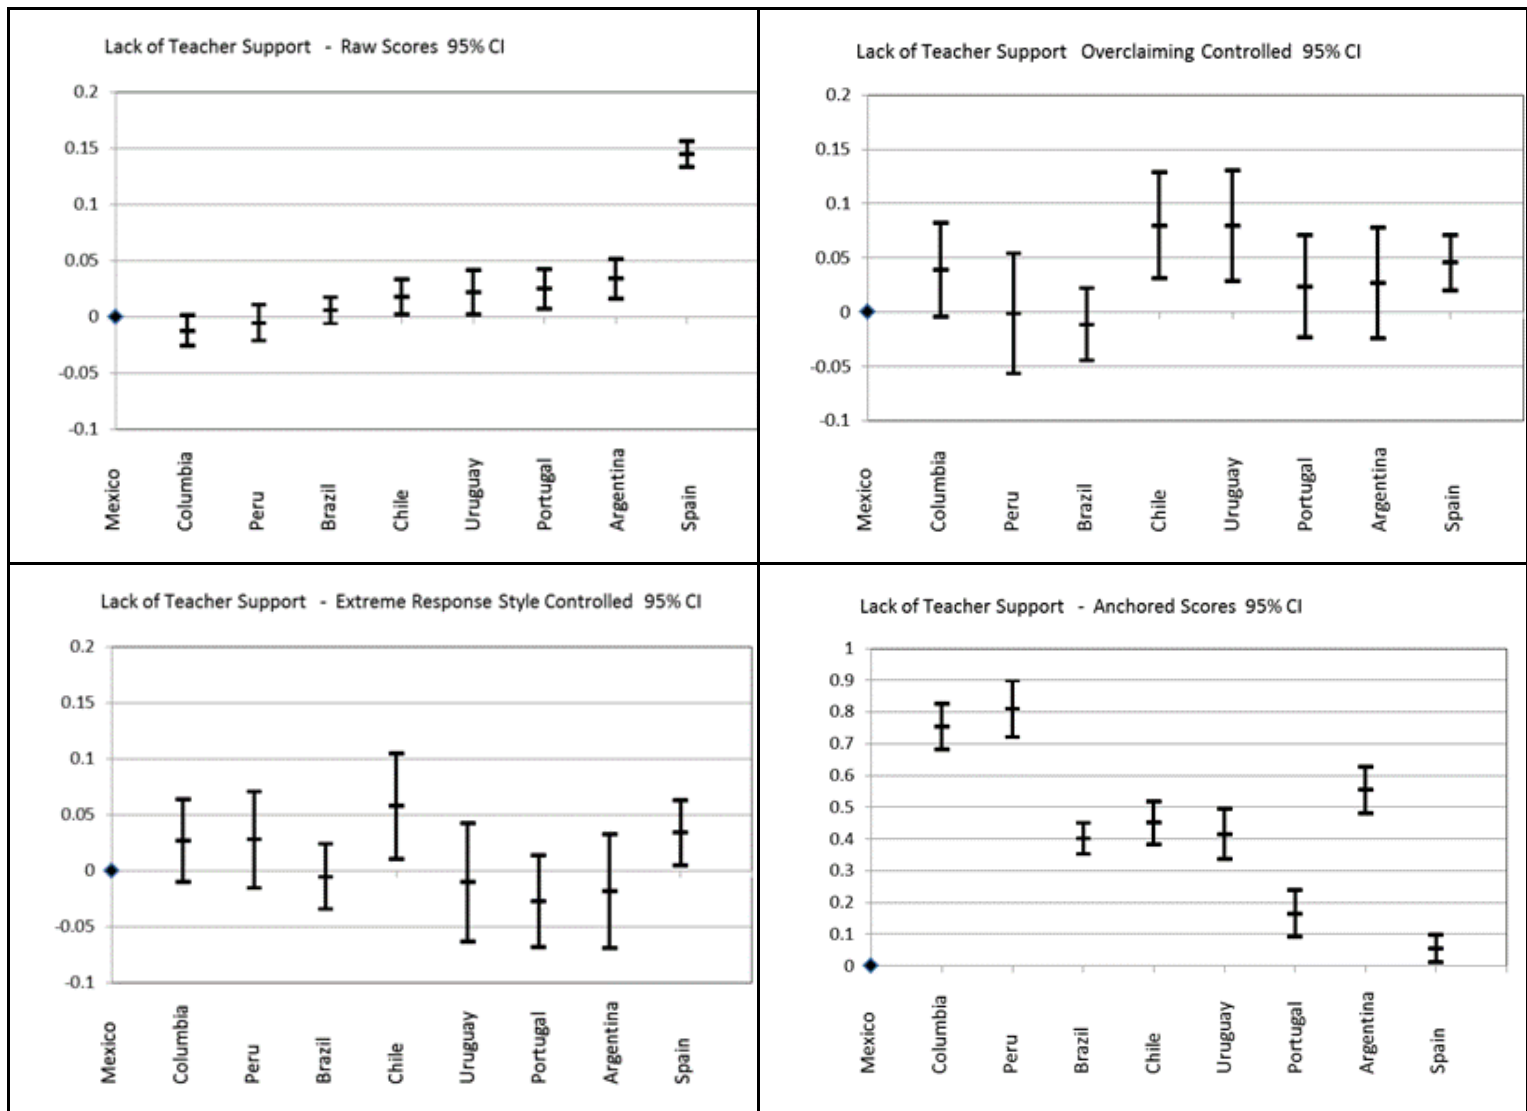 Lack of Teacher Support - Raw Scores 95% CI
0.2
0.15
0.1
0.05
0
-0.05
-0.1
Mexico
Columbia
Peru
Brazil
Chile
Uruguay
Portugal
Argentina
Spain
Lack of Teacher Support Overclaiming Controlled 95% CI
0.2
0.15
0.1
0.05
0
-0.05
-0.1
Mexico
Columbia
Peru
Brazil
Chile
Uruguay
Portugal
Argentina
Spain
Lack of Teacher Support - Extreme Response Style Controlled 95% CI
0.2
0.15
0.1
0.05
0
-0.05
-0.1
Mexico
Columbia
Peru
Brazil
Chile
Uruguay
Portugal
Argentina
Spain
Lack of Teacher Support - Anchored Scores 95% CI
1
0.9
0.8
0.7
0.6
0.5
0.4
0.3
0.2
0.1
0
Mexico
Columbia
Peru
Brazil
Chile
Uruguay
Portugal
Argentina
Spain